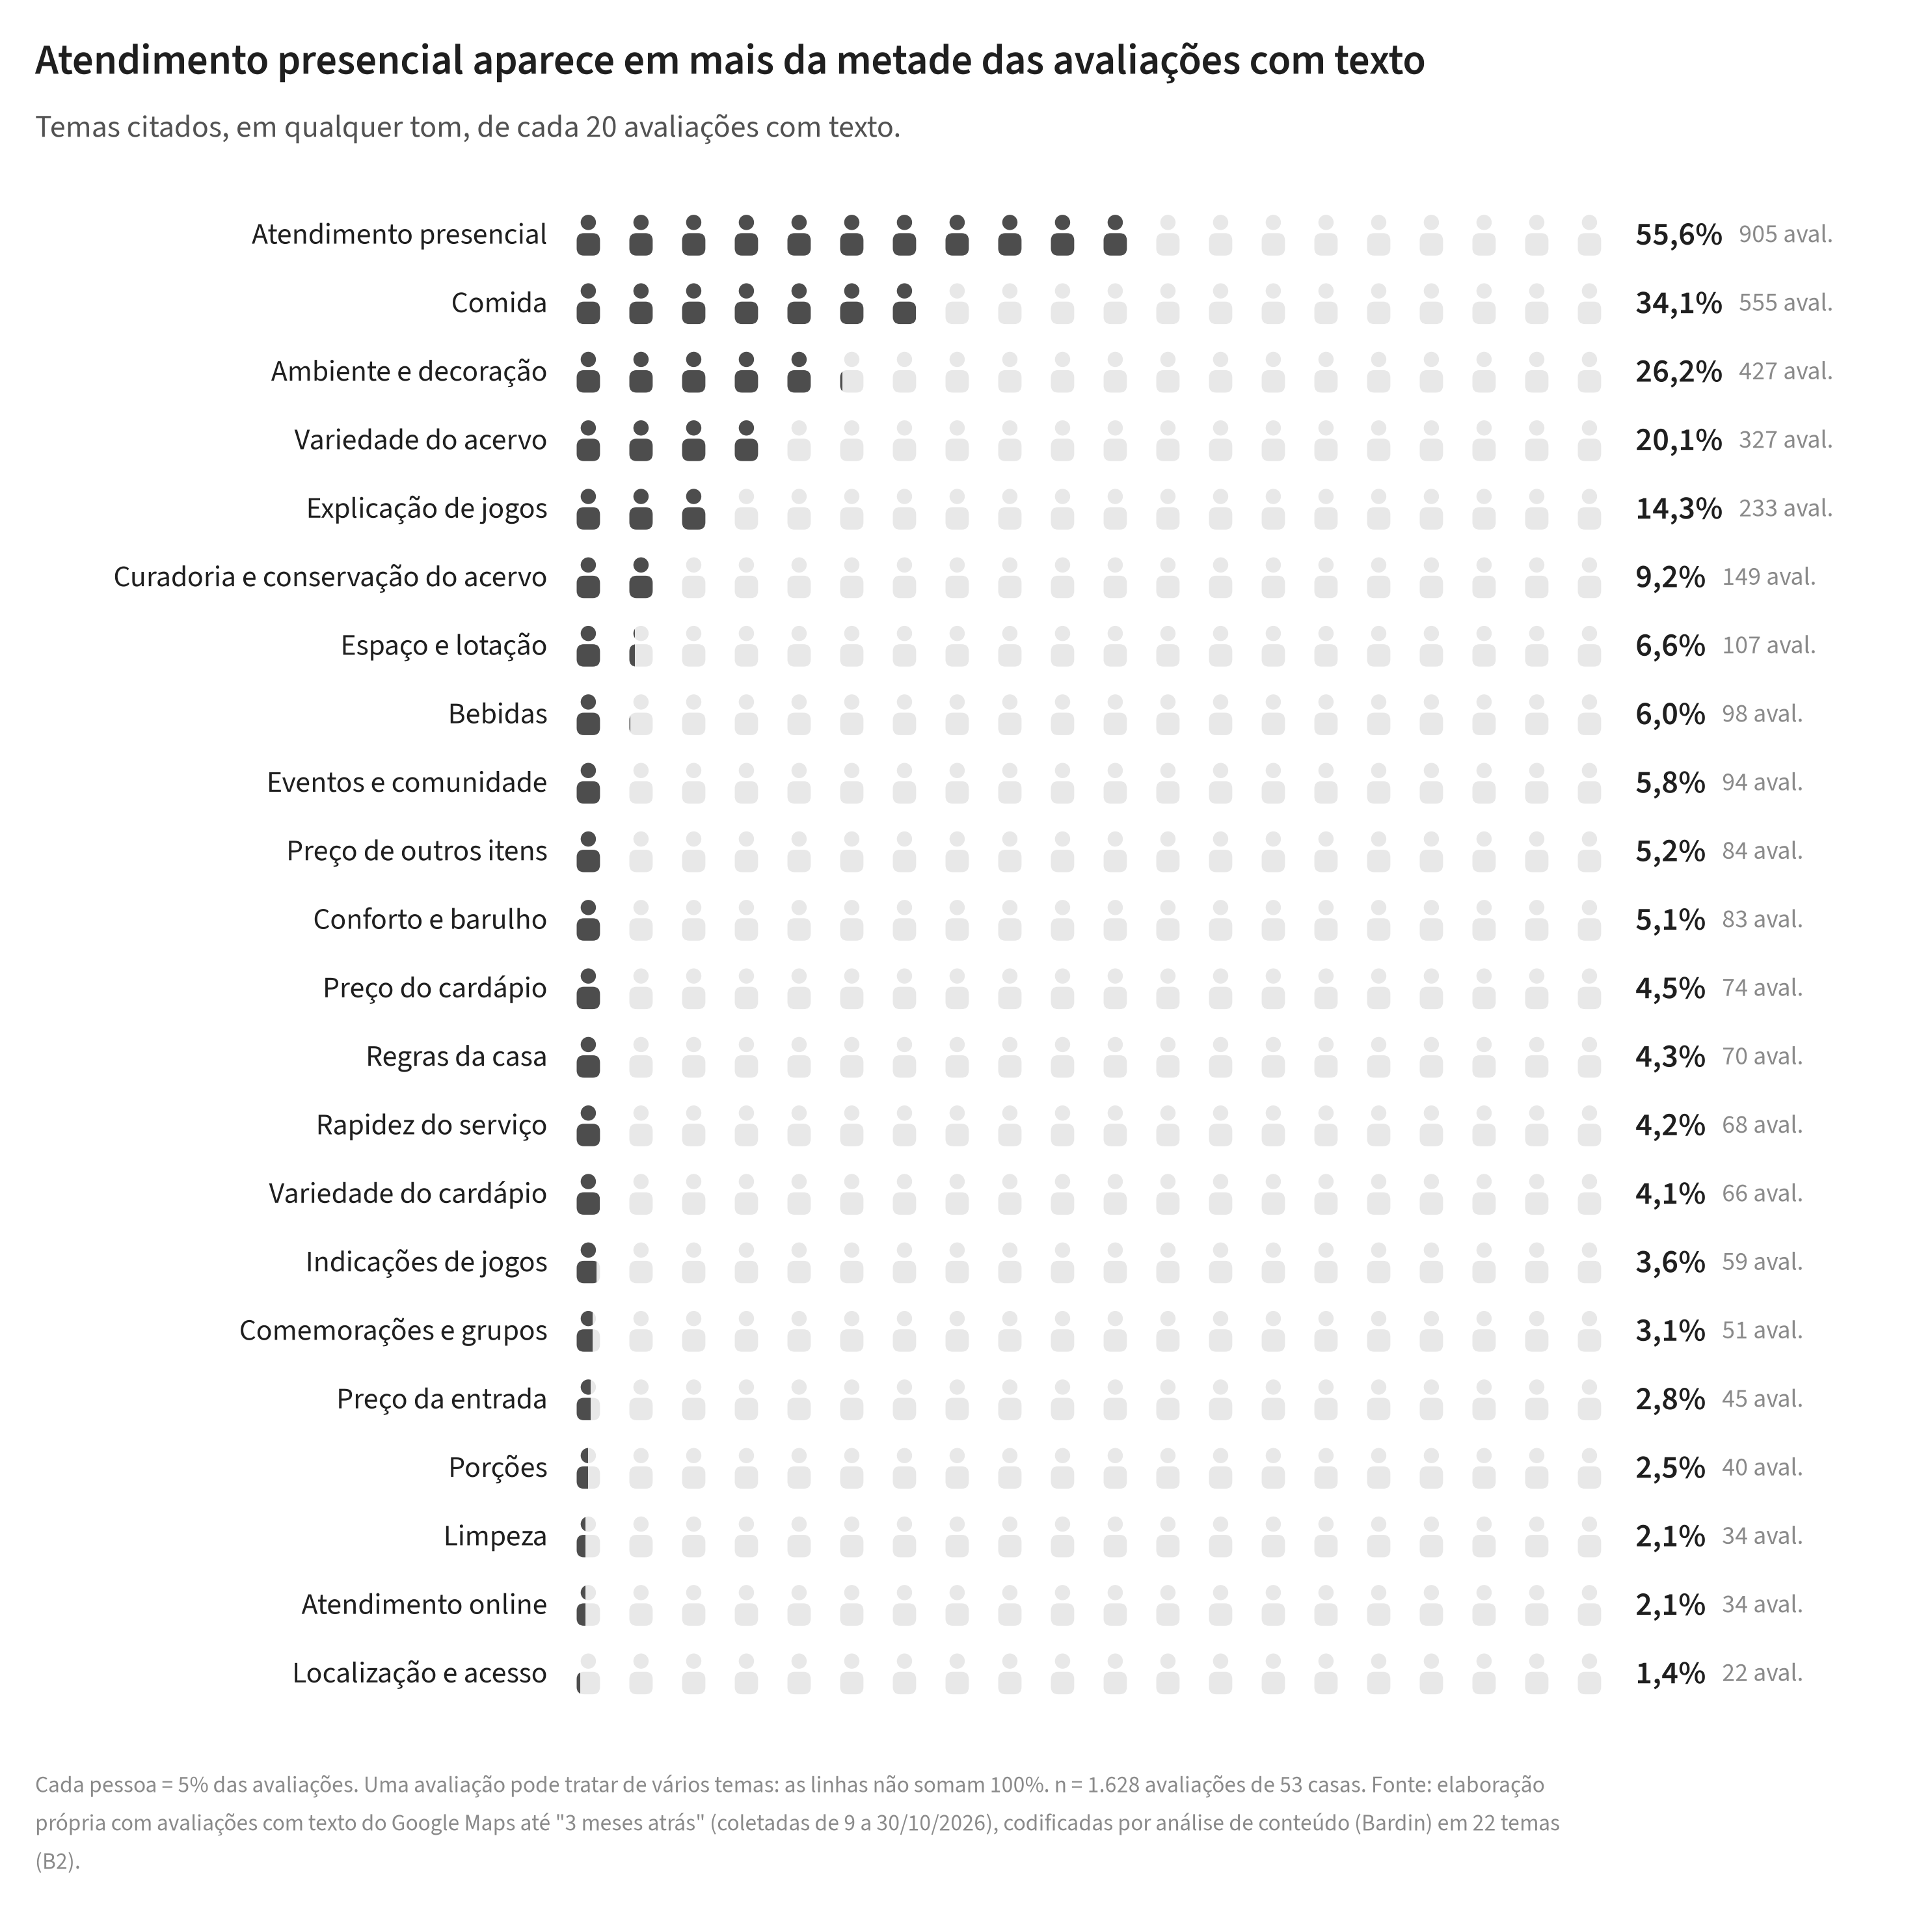 Atendimento presencial aparece em mais da metade das avaliações com texto
Temas citados, em qualquer tom, de cada 20 avaliações com texto.
Atendimento presencial 55,6% 905 aval.
Comida 34,1% 555 aval.
Ambiente e decoração 26,2% 427 aval.
Variedade do acervo 20,1% 327 aval.
Explicação de jogos 14,3% 233 aval.
Curadoria e conservação do acervo 9,2% 149 aval.
Espaço e lotação 6,6% 107 aval.
Bebidas 6,0% 98 aval.
Eventos e comunidade 5,8% 94 aval.
Preço de outros itens 5,2% 84 aval.
Conforto e barulho 5,1% 83 aval.
Preço do cardápio 4,5% 74 aval.
Regras da casa 4,3% 70 aval.
Rapidez do serviço 4,2% 68 aval.
Variedade do cardápio 4,1% 66 aval.
Indicações de jogos 3,6% 59 aval.
Comemorações e grupos 3,1% 51 aval.
Preço da entrada 2,8% 45 aval.
Porções 2,5% 40 aval.
Limpeza 2,1% 34 aval.
Atendimento online 2,1% 34 aval.
Localização e acesso 1,4% 22 aval.
Cada pessoa = 5% das avaliações. Uma avaliação pode tratar de vários temas: as linhas não somam 100%. n = 1.628 avaliações de 53 casas. Fonte: elaboração
própria com avaliações com texto do Google Maps até "3 meses atrás" (coletadas de 9 a 30/10/2026), codificadas por análise de conteúdo (Bardin) em 22 temas
(B2).